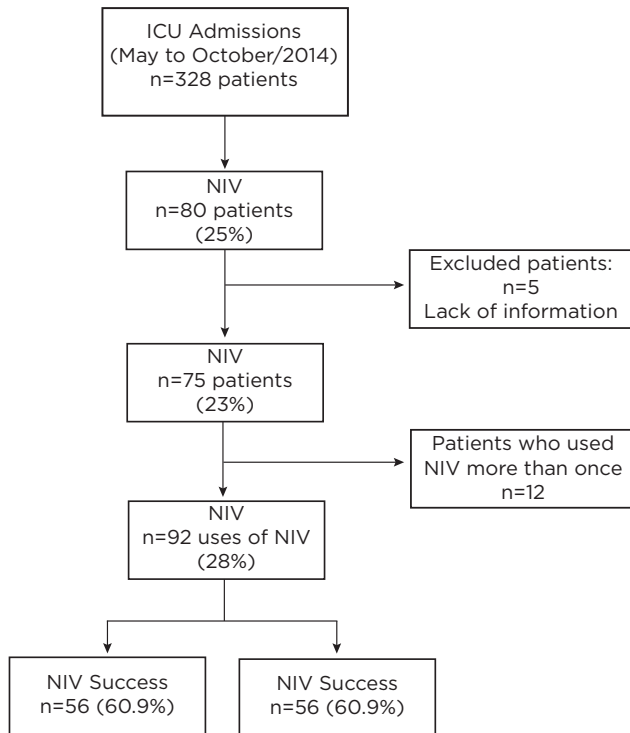 ICU Admissions
(May to October/2014)
n=328 patients
NIV
n=80 patients
(25%)
Excluded patients:
n=5
Lack of information
NIV
n=75 patients
(23%)
Patients who used
NIV more than once
n=12
NIV
n=92 uses of NIV
(28%)
NIV Success
n=56 (60.9%)
NIV Success
n=56 (60.9%)